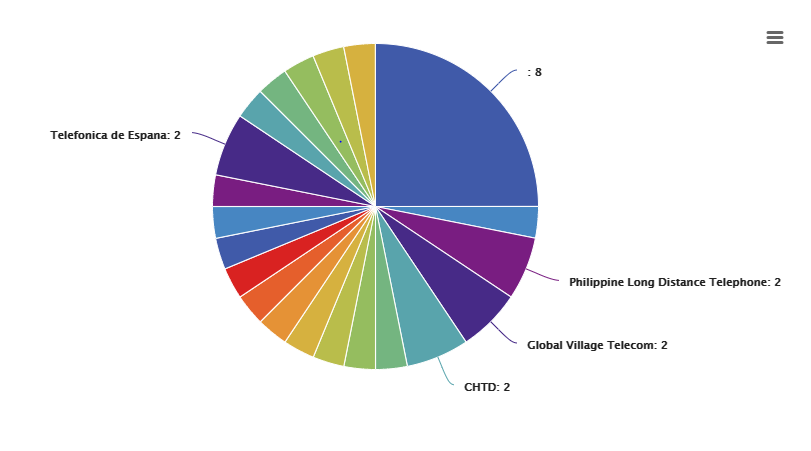 : 8
Telefonica de Espana: 2
Philippine Long Distance Telephone: 2
Global Village Telecom: 2
CHTD: 2